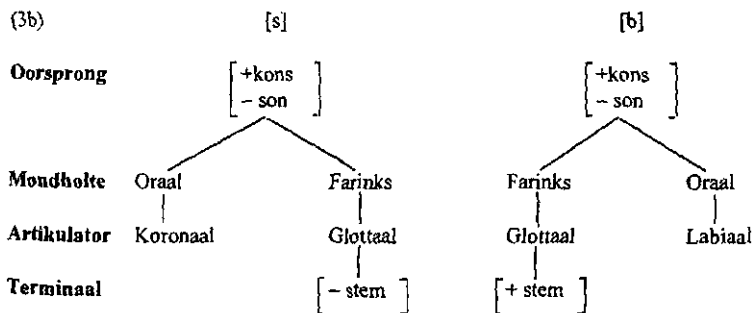 (3b) [s] [b]
Oorsprong [+kons [+kons
– son ] – son ]
Mondholte Oraal Farinks Farinks Oraal
Artikulator Koronaal Glottaal Glottaal Labiaal
Terminaal [– stem ] [+ stem ]